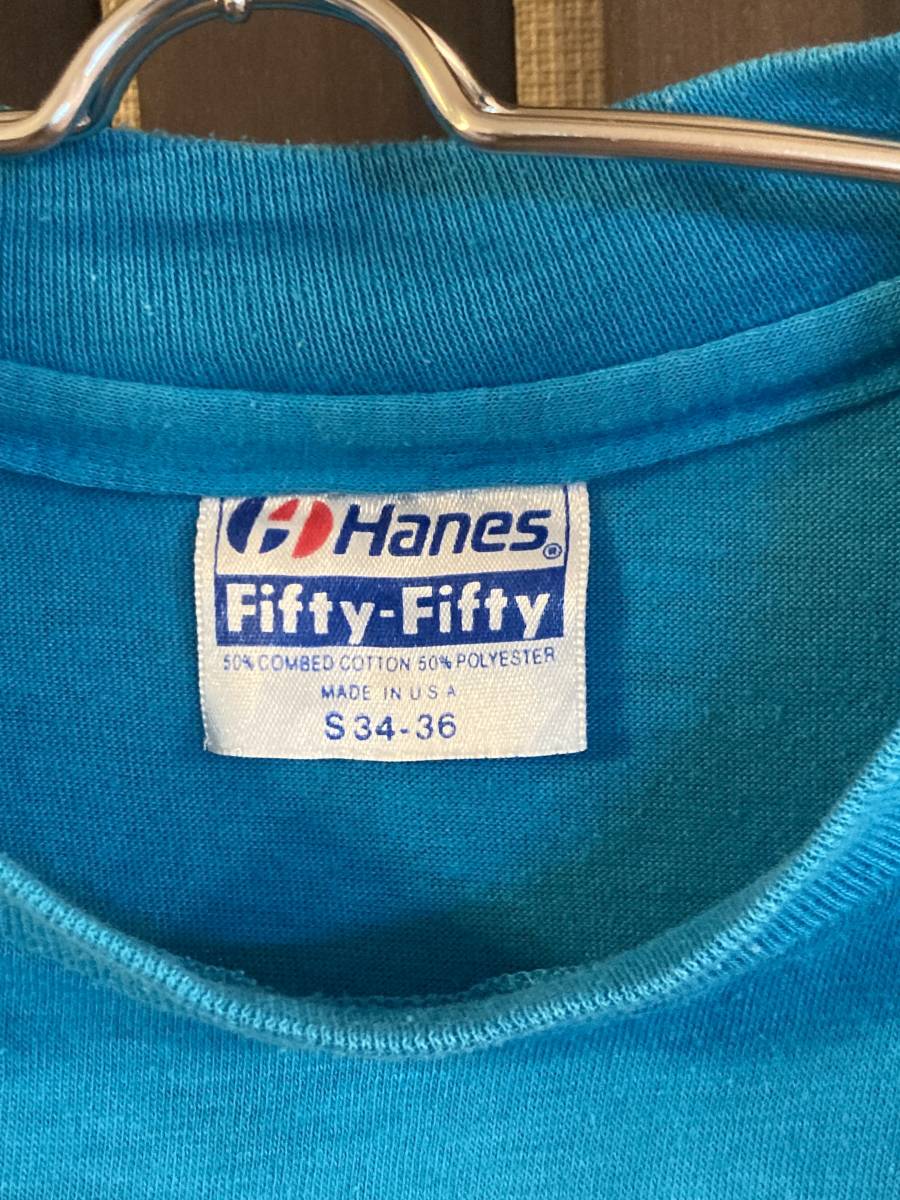 Hanes®
Fifty-Fifty
50% COMBED COTTON 50% POLYESTER
MADE IN U S A
S 34-36